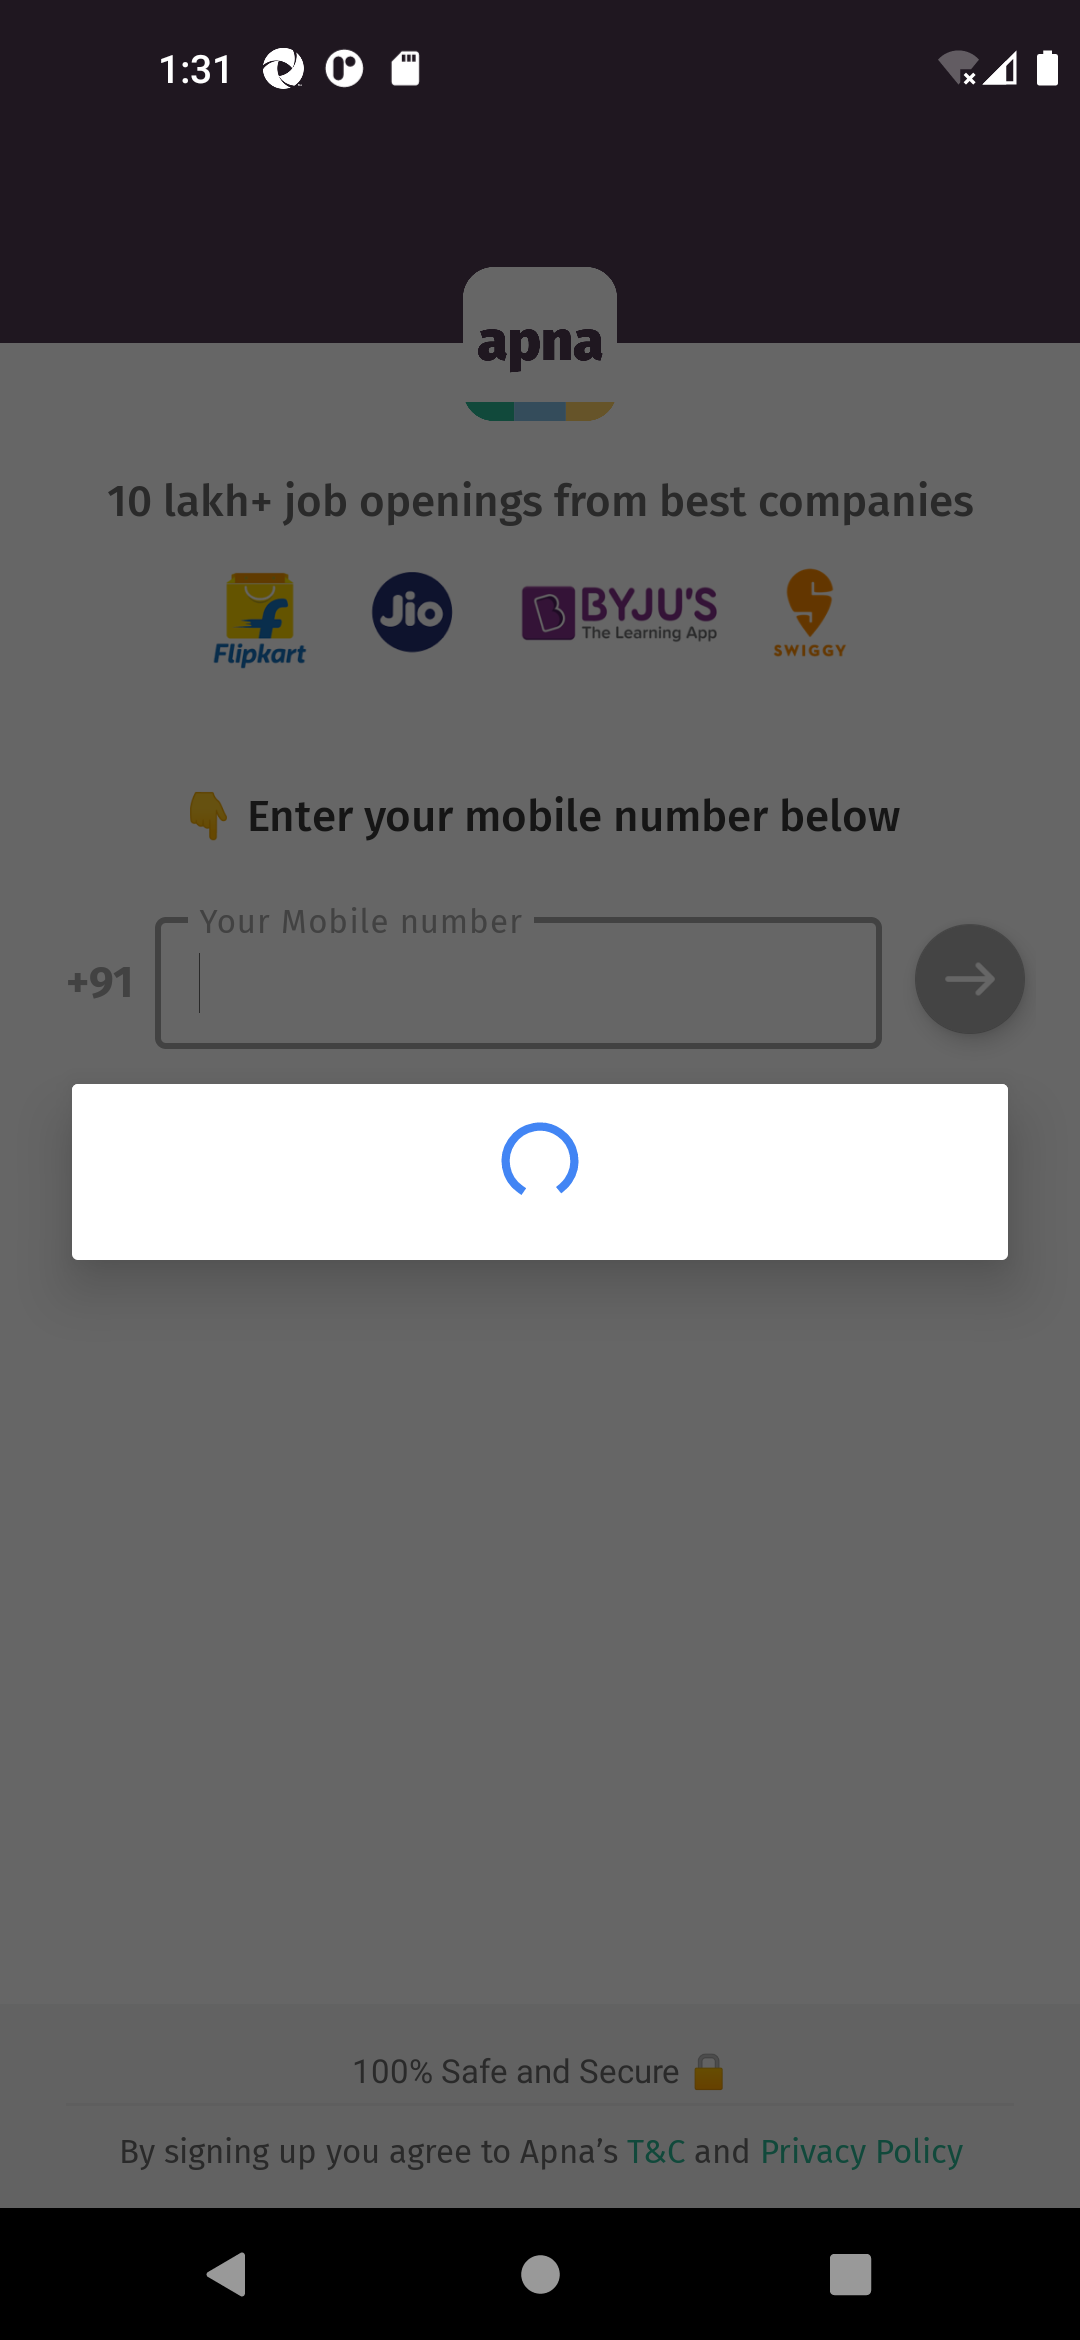 1:31
apna
10 lakh+ job openings from best companies
Flipkart
Jio
BYJU'S
The Learning App
SWIGGY
👇 Enter your mobile number below
Your Mobile number
+91
100% Safe and Secure 🔒
By signing up you agree to Apna’s T&C and Privacy Policy